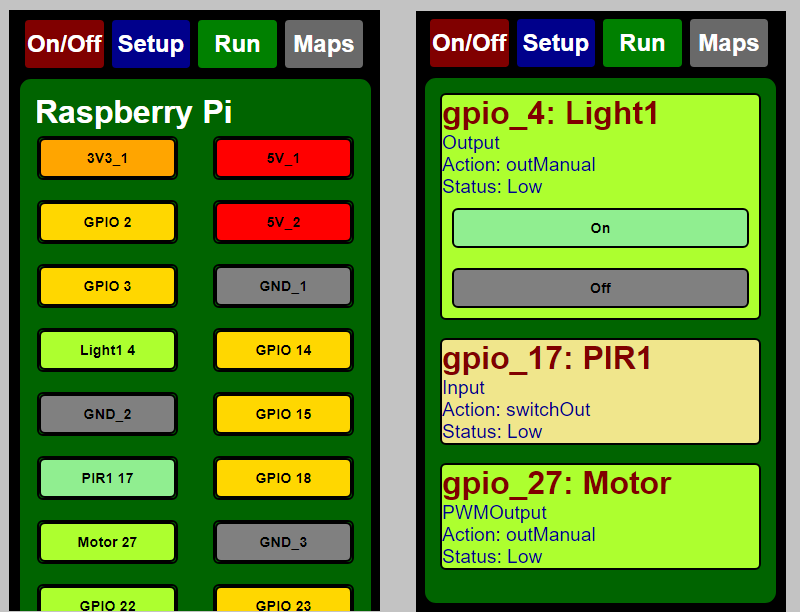 On/Off Setup Run Maps
Raspberry Pi
3V3_1 5V_1
GPIO 2 5V_2
GPIO 3 GND_1
Light1 4 GPIO 14
GND_2 GPIO 15
PIR1 17 GPIO 18
Motor 27 GND_3
GPIO 22 GPIO 23
On/Off Setup Run Maps
gpio_4: Light1
Output
Action: outManual
Status: Low
On
Off
gpio_17: PIR1
Input
Action: switchOut
Status: Low
gpio_27: Motor
PWMOutput
Action: outManual
Status: Low